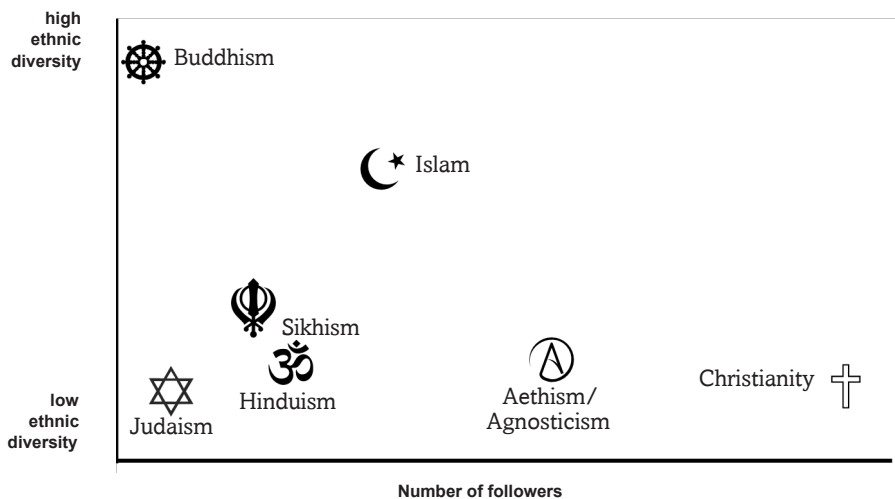 high
ethnic
diversity
Buddhism
Islam
Sikhism
Hinduism
Judaism
Aethism/
Agnosticism
Christianity
low
ethnic
diversity
Number of followers